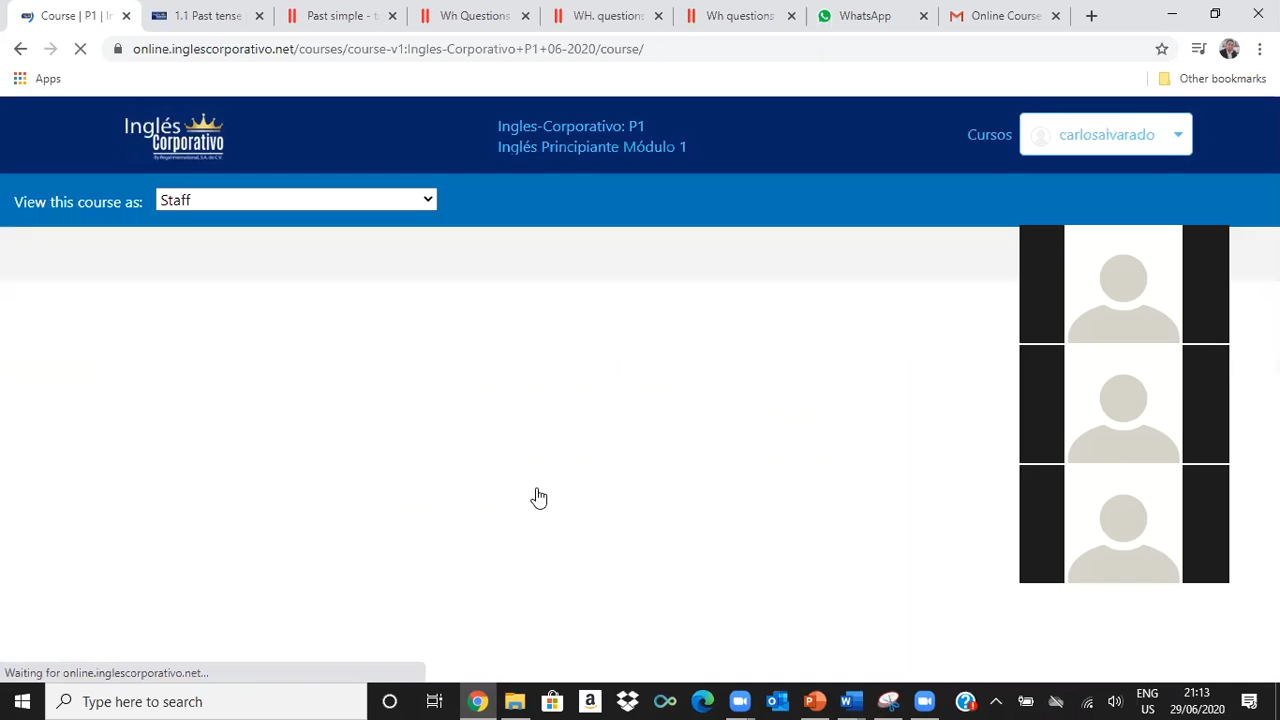 Course | P1 | In
1.1 Past tense
Past simple - t
Wh Questions
WH. question
Wh questions
WhatsApp
Online Course
online.inglescorporativo.net/courses/course-v1:Ingles-Corporativo+P1+06-2020/course/
Apps
Other bookmarks
Inglés
Corporativo
Ingles-Corporativo: P1
Inglés Principiante Módulo 1
Cursos
carlosalvarado
View this course as:
Staff
Waiting for online.inglescorporativo.net...
Type here to search
ENG
US
21:13
29/06/2020